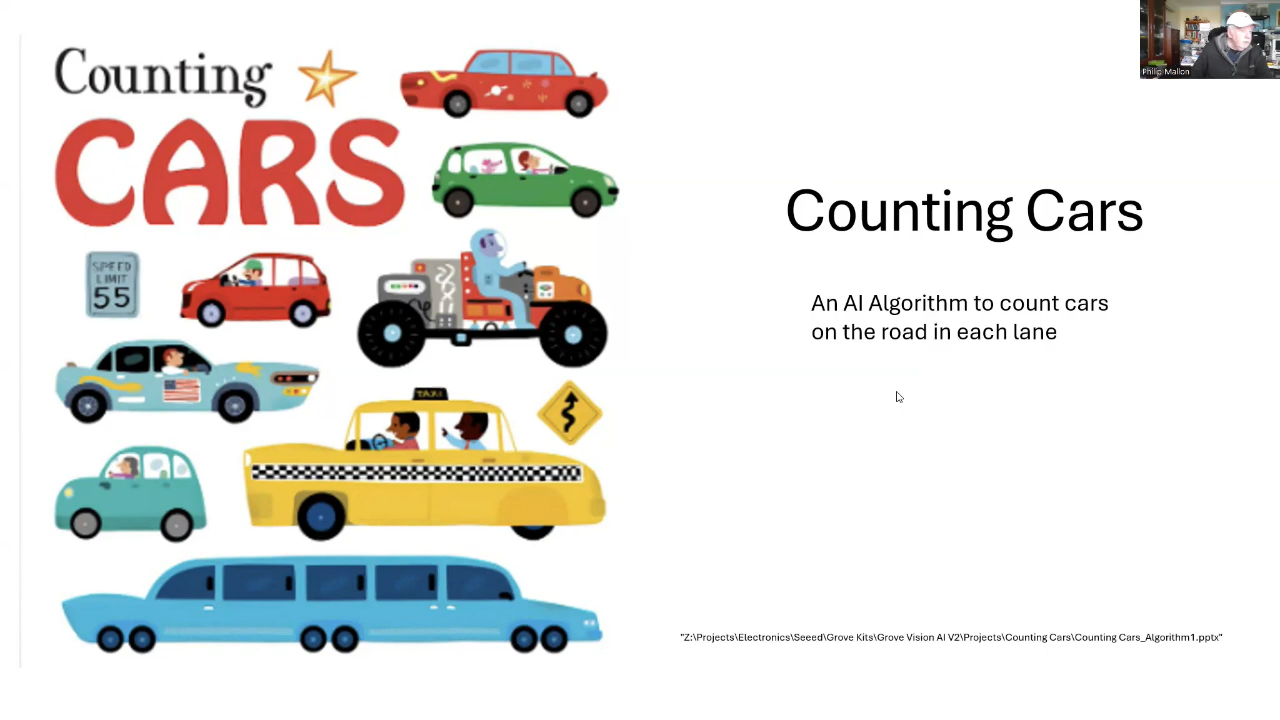 Counting
CARS
SPEED
LIMIT
55
TAXI
Counting Cars
An AI Algorithm to count cars
on the road in each lane
"Z:\Projects\Electronics\Seeed\Grove Kits\Grove Vision AI V2\Projects\Counting Cars\Counting Cars_Algorithm1.pptx"
Philip Mallon